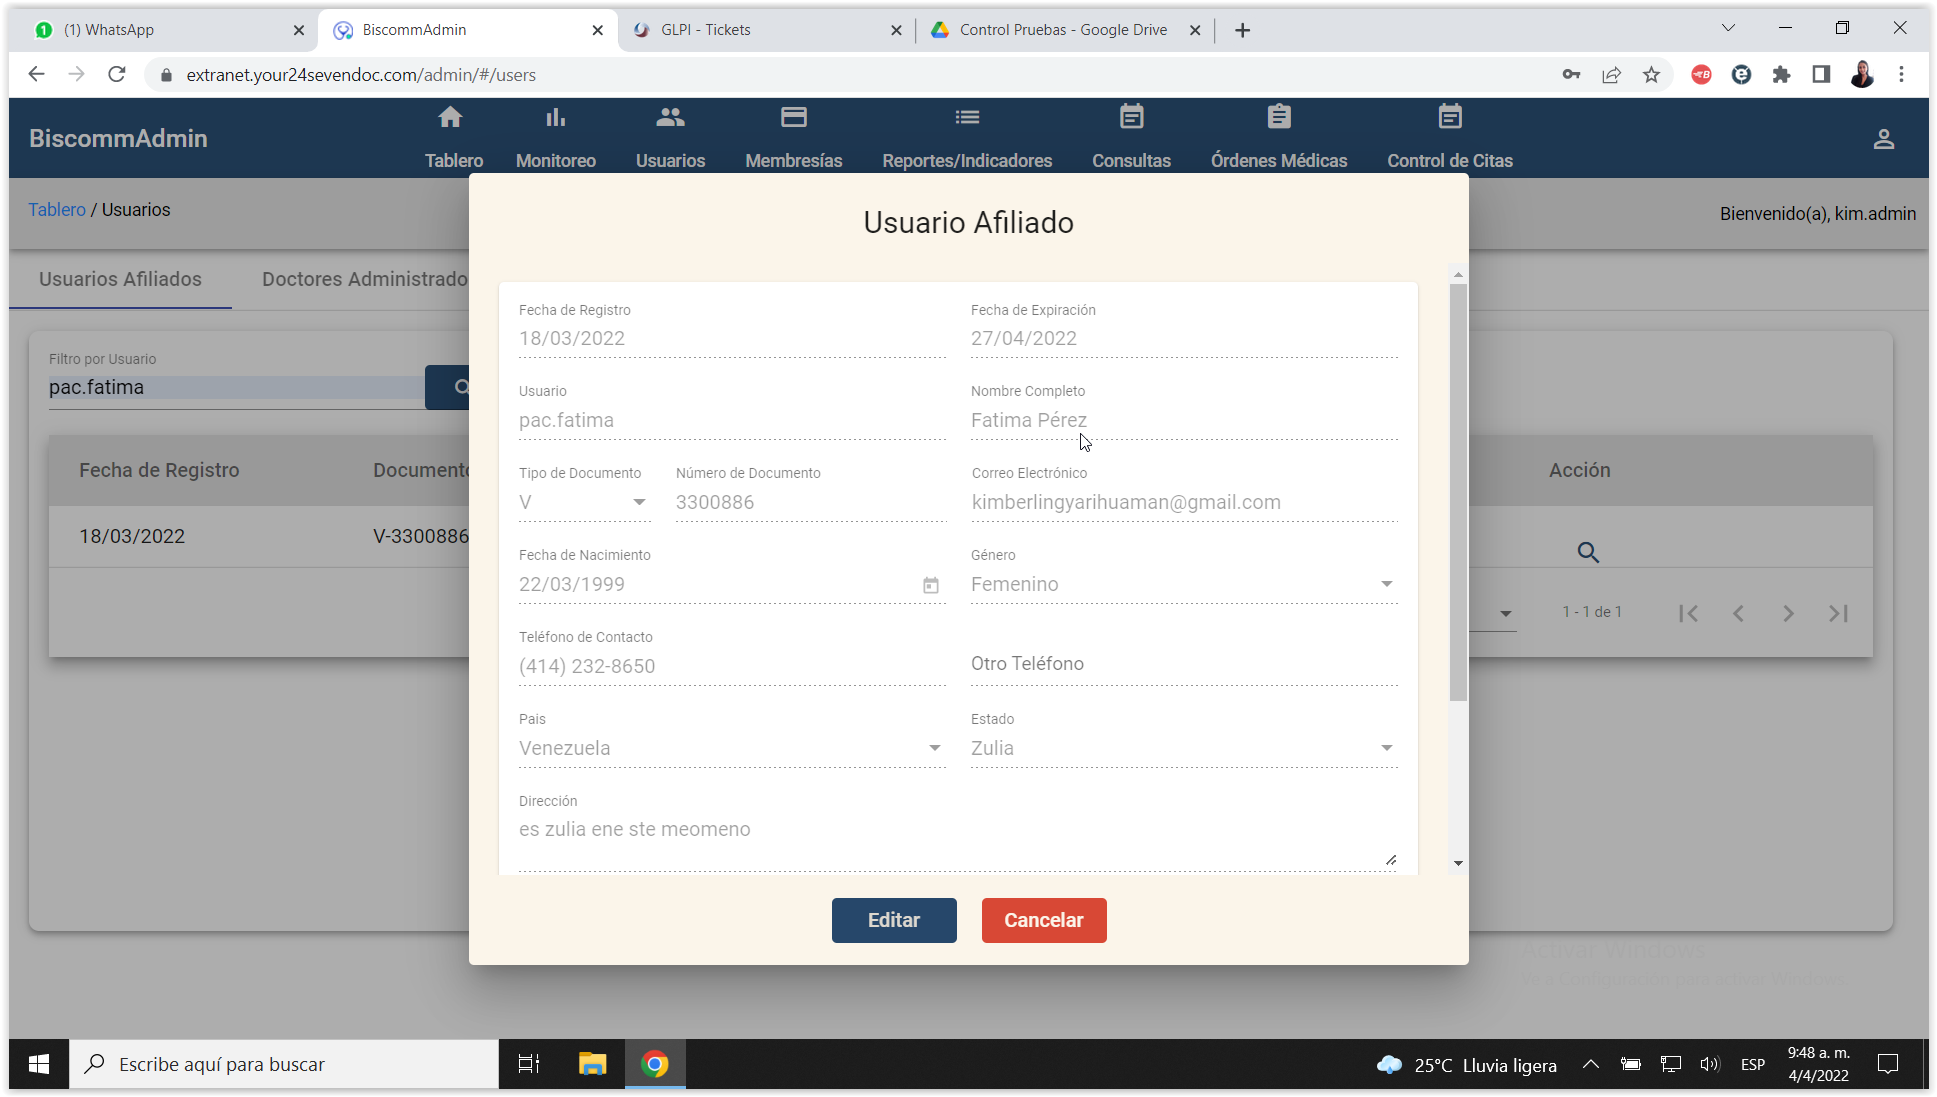 (1) WhatsApp
BiscommAdmin
GLPI - Tickets
Control Pruebas - Google Drive
extranet.your24sevendoc.com/admin/#/users
BiscommAdmin
Tablero
Monitoreo
Usuarios
Membresías
Reportes/Indicadores
Consultas
Órdenes Médicas
Control de Citas
Tablero / Usuarios
Bienvenido(a), kim.admin
Usuarios Afiliados
Doctores Administrado
Filtro por Usuario
pac.fatima
Fecha de Registro
Documento
Acción
18/03/2022
V-3300886
1 - 1 de 1
Usuario Afiliado
Fecha de Registro
18/03/2022
Fecha de Expiración
27/04/2022
Usuario
pac.fatima
Nombre Completo
Fatima Pérez
Tipo de Documento
V
Número de Documento
3300886
Correo Electrónico
kimberlingyarihuaman@gmail.com
Fecha de Nacimiento
22/03/1999
Género
Femenino
Teléfono de Contacto
(414) 232-8650
Otro Teléfono
Pais
Venezuela
Estado
Zulia
Dirección
es zulia ene ste meomeno
Editar
Cancelar
Activar Windows
Escribe aquí para buscar
25°C Lluvia ligera
ESP
9:48 a. m.
4/4/2022